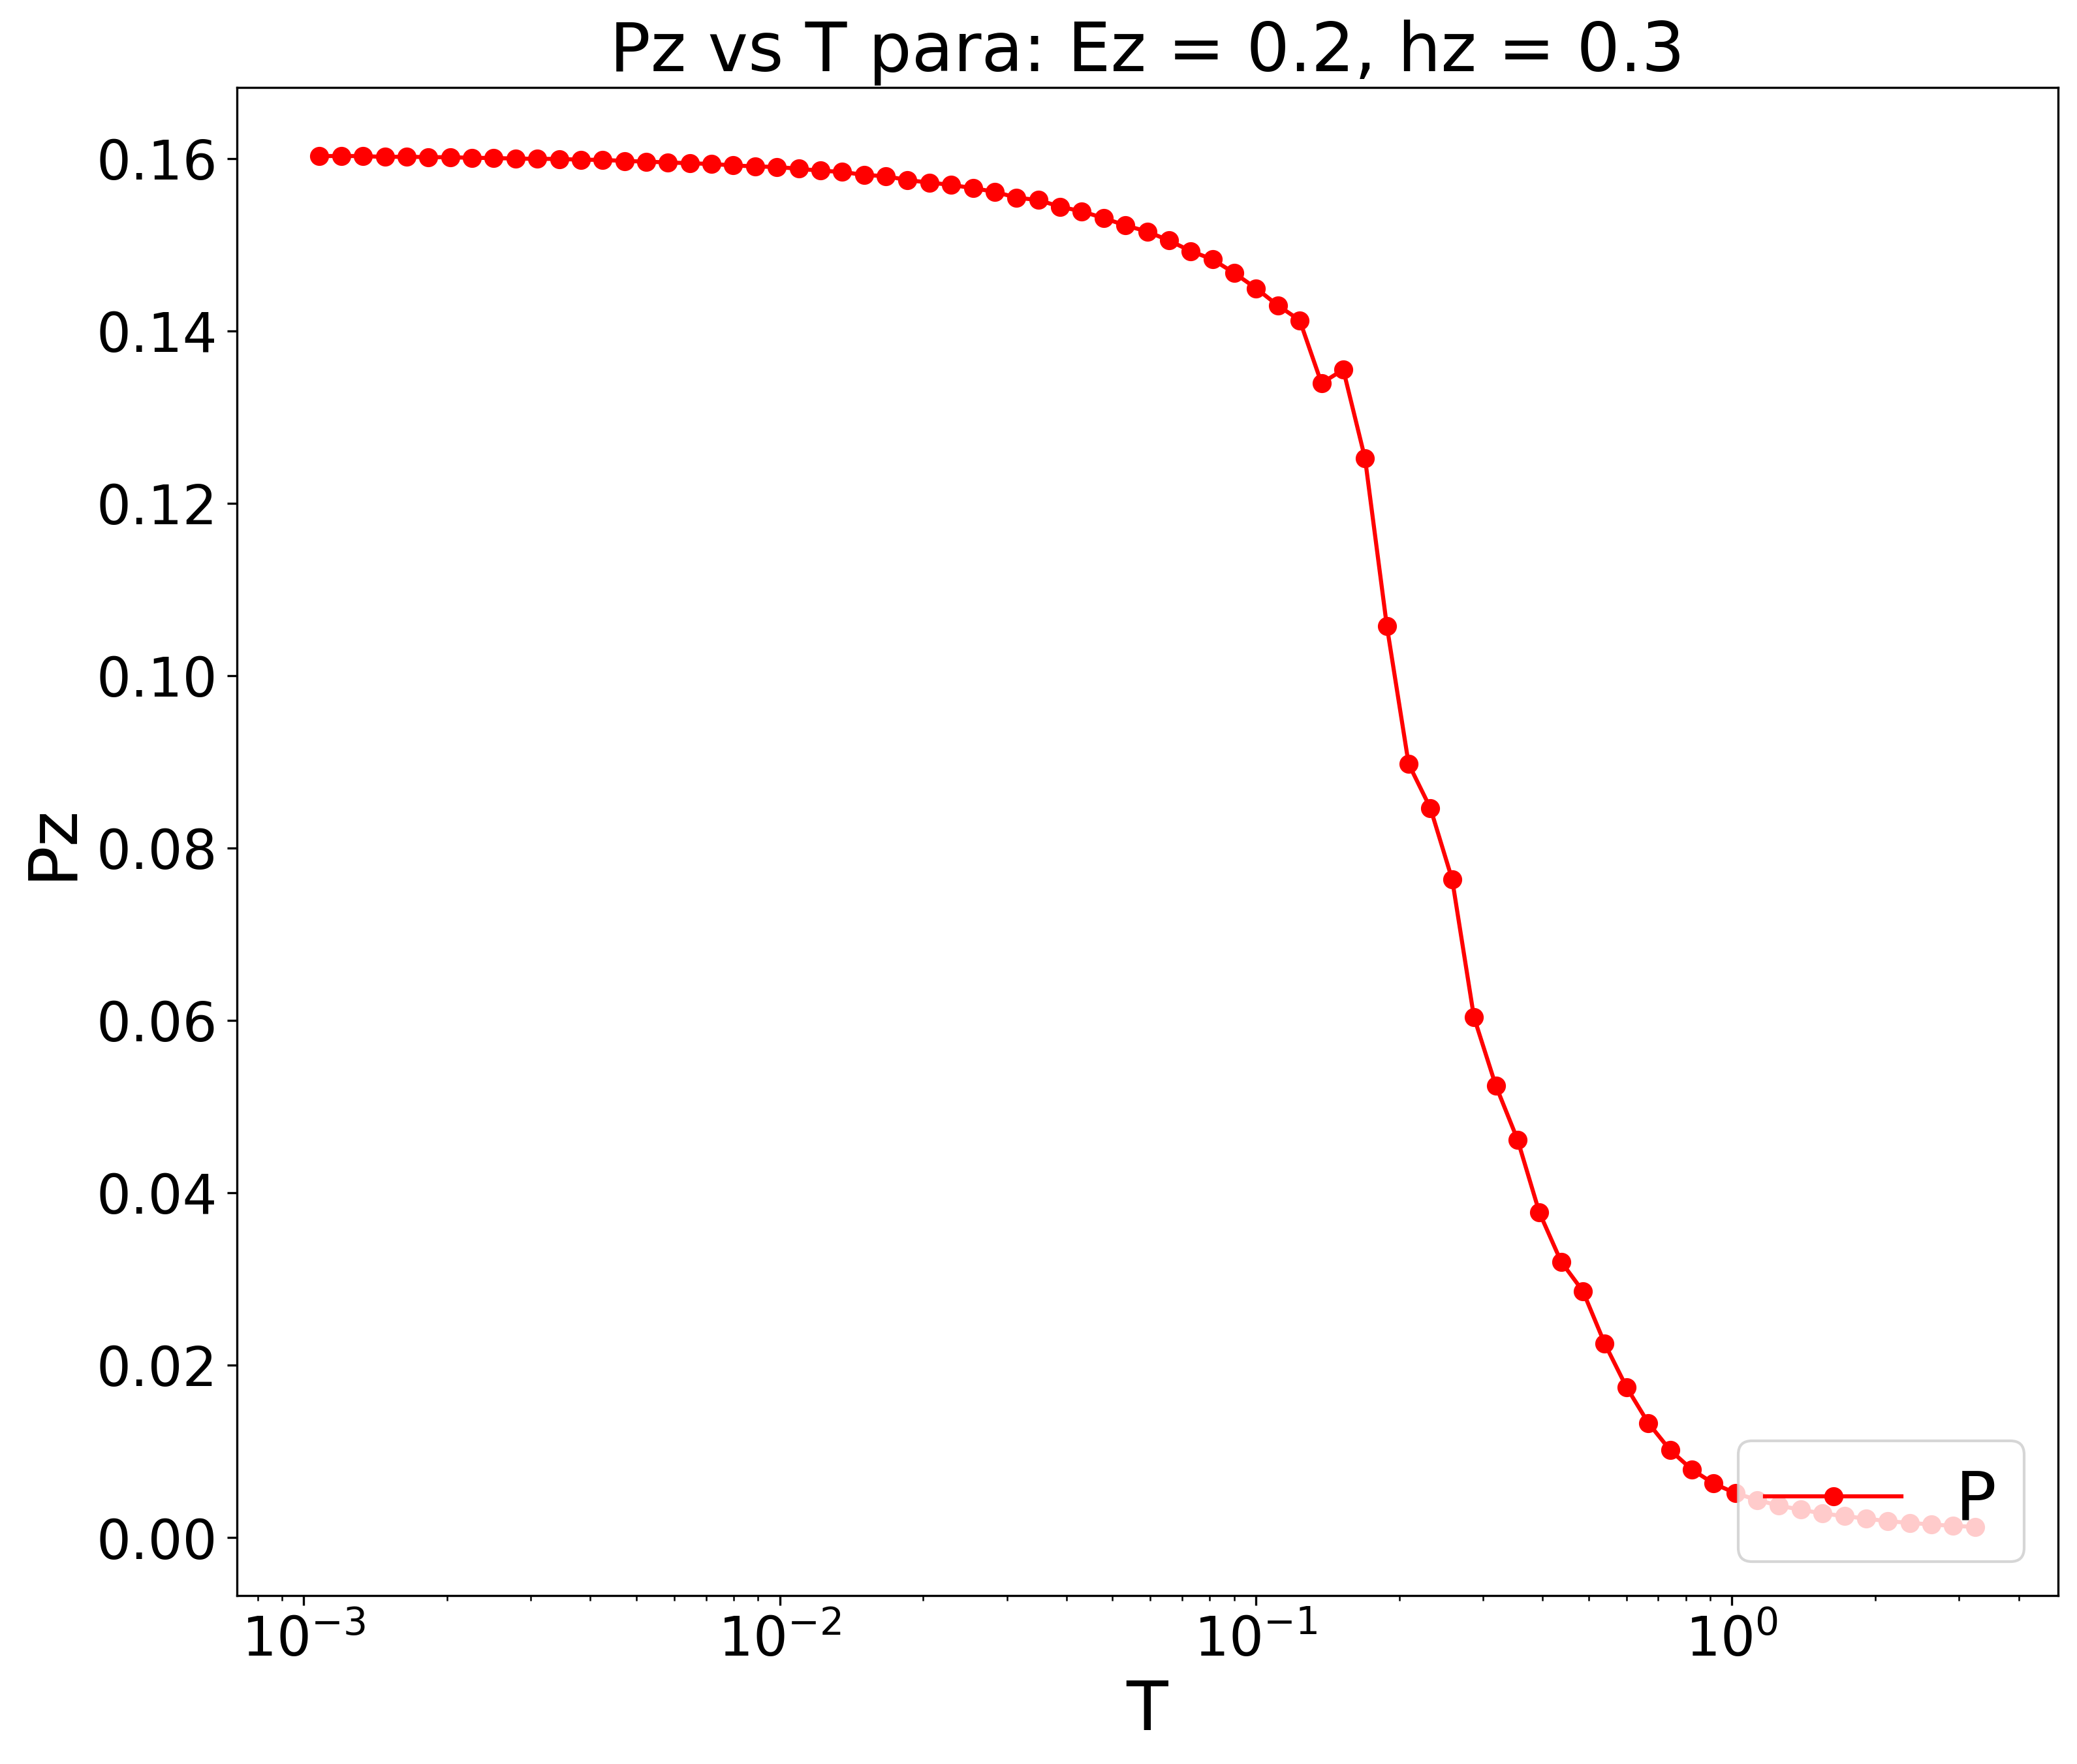 Pz vs T para: Ez = 0.2, hz = 0.3
0.16
0.14
0.12
0.10
0.08
0.06
0.04
0.02
0.00
Pz
P
10⁻³ 10⁻² 10⁻¹ 10⁰
T